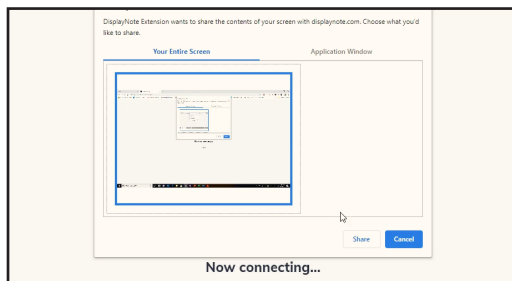 DisplayNote Extension wants to share the contents of your screen with displaynote.com. Choose what you'd
like to share.
Your Entire Screen Application Window
Share Cancel
Now connecting...